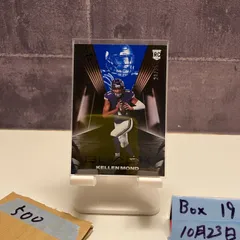 RC
KELLEN MOND
500
Box 19
10月23日